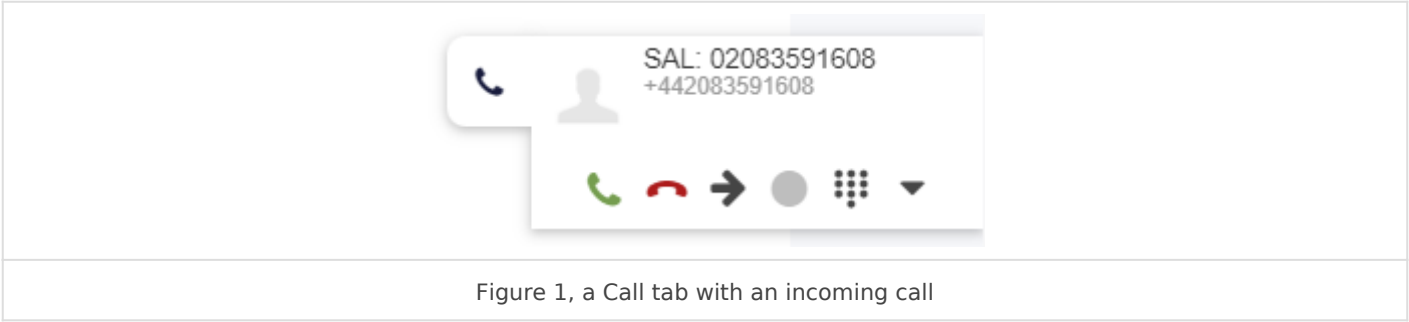 SAL: 02083591608
+442083591608
Figure 1, a Call tab with an incoming call